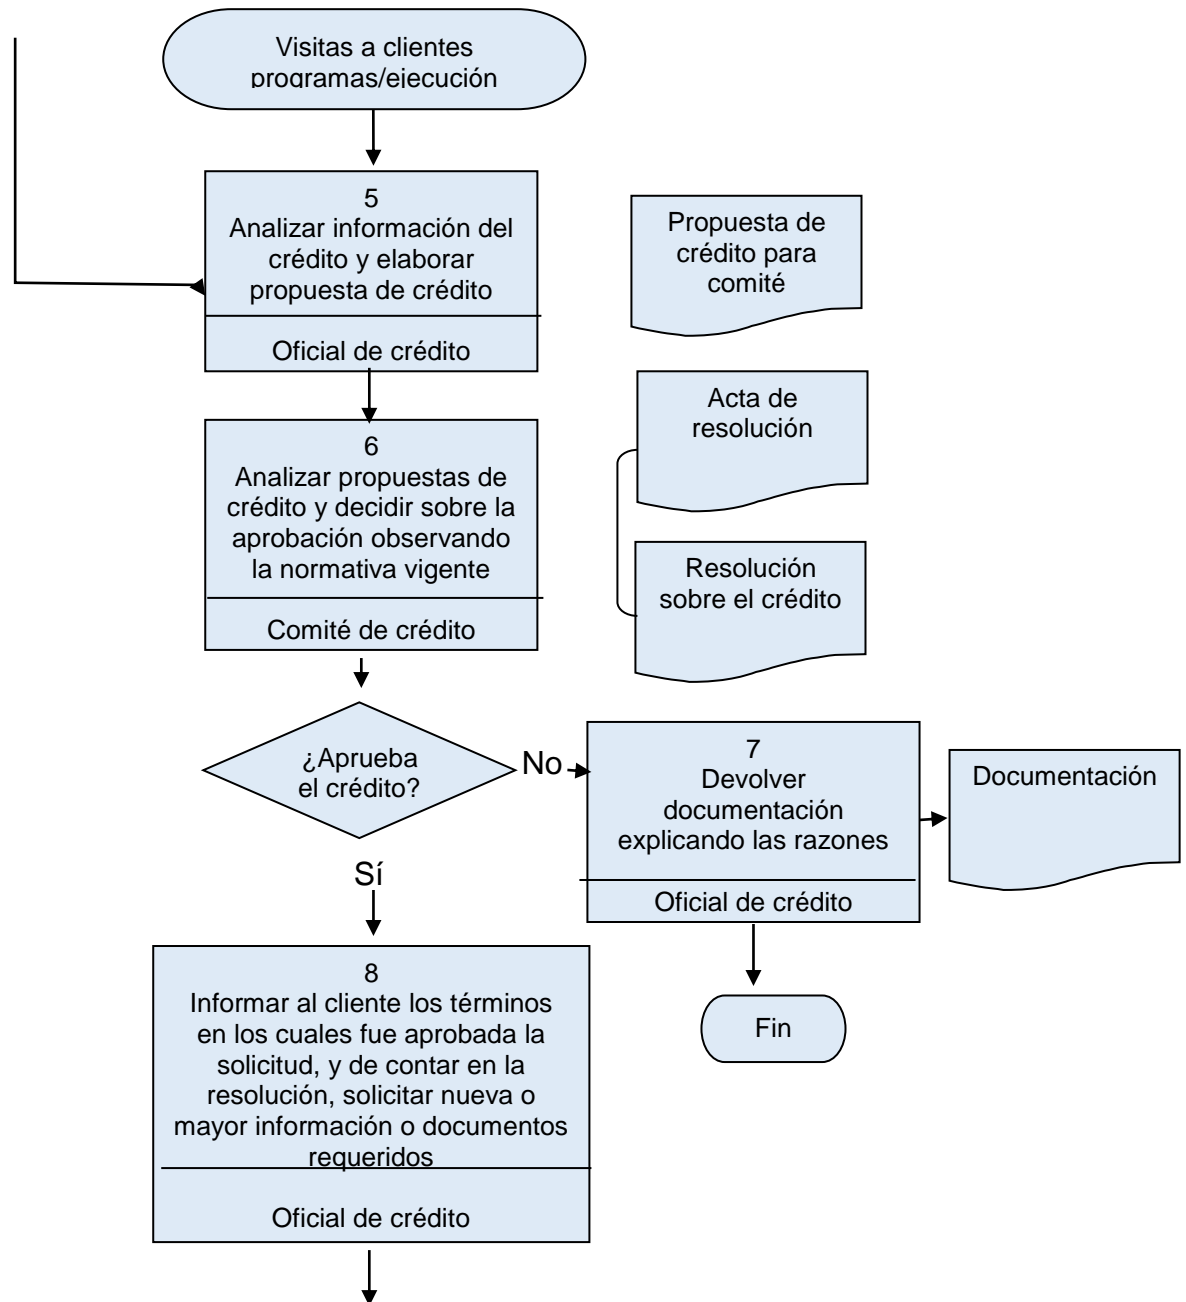 Visitas a clientes
programas/ejecución
5
Analizar información del
crédito y elaborar
propuesta de crédito
Oficial de crédito
Propuesta de
crédito para
comité
Acta de
resolución
6
Analizar propuestas de
crédito y decidir sobre la
aprobación observando
la normativa vigente
Comité de crédito
Resolución
sobre el crédito
¿Aprueba
el crédito?
No
7
Devolver
documentación
explicando las razones
Oficial de crédito
Documentación
Sí
8
Informar al cliente los términos
en los cuales fue aprobada la
solicitud, y de contar en la
resolución, solicitar nueva o
mayor información o documentos
requeridos
Oficial de crédito
Fin